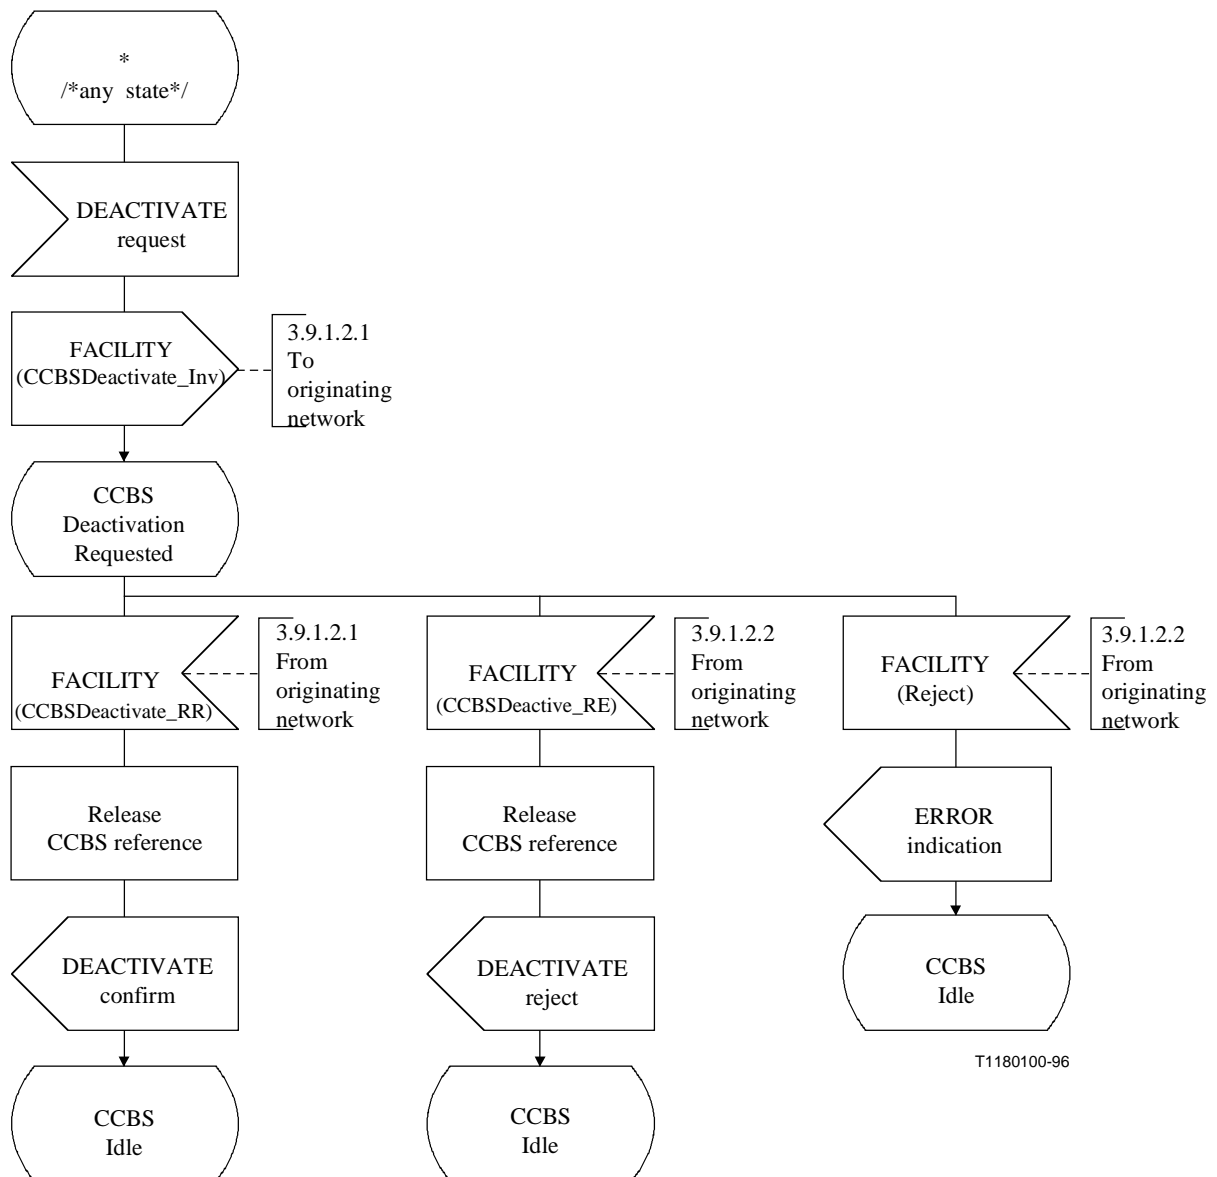 *
/*any state*/
DEACTIVATE
request
FACILITY
(CCBSDeactivate_Inv)
3.9.1.2.1
To
originating
network
CCBS
Deactivation
Requested
FACILITY
(CCBSDeactivate_RR)
3.9.1.2.1
From
originating
network
FACILITY
(CCBSDeactive_RE)
3.9.1.2.2
From
originating
network
FACILITY
(Reject)
3.9.1.2.2
From
originating
network
Release
CCBS reference
Release
CCBS reference
ERROR
indication
DEACTIVATE
confirm
DEACTIVATE
reject
CCBS
Idle
T1180100-96
CCBS
Idle
CCBS
Idle